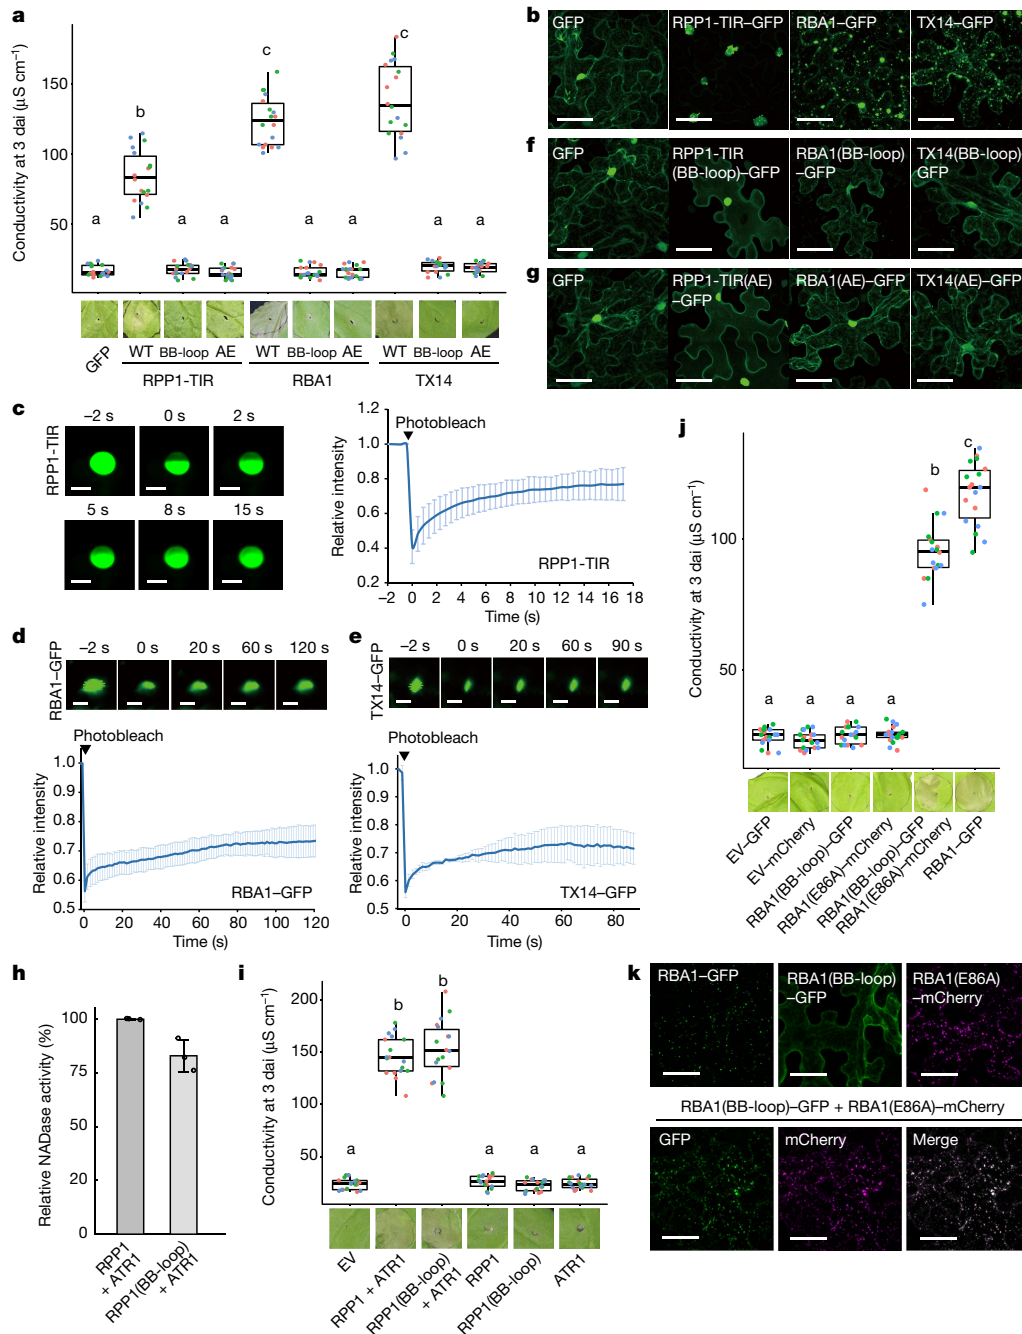 a
Conductivity at 3 dai (μS cm−1)
150
100
50
a
b
a
a
c
a
a
c
a
a
GFP
WT BB-loop AE
WT BB-loop AE
WT BB-loop AE
RPP1-TIR
RBA1
TX14
b
GFP
RPP1-TIR–GFP
RBA1–GFP
TX14–GFP
f
GFP
RPP1-TIR
(BB-loop)–GFP
RBA1(BB-loop)
–GFP
TX14(BB-loop)
GFP
g
GFP
RPP1-TIR(AE)
–GFP
RBA1(AE)–GFP
TX14(AE)–GFP
c
RPP1-TIR
−2 s
0 s
2 s
5 s
8 s
15 s
Relative intensity
1.2
1.0
0.8
0.6
0.4
0.2
Photobleach
RPP1-TIR
−2 0 2 4 6 8 10 12 14 16 18
Time (s)
d
RBA1–GFP
−2 s
0 s
20 s
60 s
120 s
Photobleach
Relative intensity
1.0
0.9
0.8
0.7
0.6
0.5
RBA1–GFP
0 20 40 60 80 100 120
Time (s)
e
TX14–GFP
−2 s
0 s
20 s
60 s
90 s
Photobleach
Relative intensity
1.0
0.9
0.8
0.7
0.6
0.5
TX14–GFP
0 20 40 60 80
Time (s)
j
Conductivity at 3 dai (μS cm−1)
100
50
a
a
a
a
b
c
EV–GFP
EV–mCherry
RBA1(BB-loop)–GFP
RBA1(E86A)–mCherry
RBA1(BB-loop)–GFP
RBA1(E86A)–mCherry
RBA1–GFP
h
Relative NADase activity (%)
100
75
50
20
0
RPP1
+ ATR1
RPP1(BB-loop)
+ ATR1
i
Conductivity at 3 dai (μS cm−1)
200
150
100
50
a
b
b
a
a
a
EV
RPP1 + ATR1
RPP1(BB-loop)
+ ATR1
RPP1
RPP1(BB-loop)
ATR1
k
RBA1–GFP
RBA1(BB-loop)
–GFP
RBA1(E86A)
–mCherry
RBA1(BB-loop)–GFP + RBA1(E86A)–mCherry
GFP
mCherry
Merge